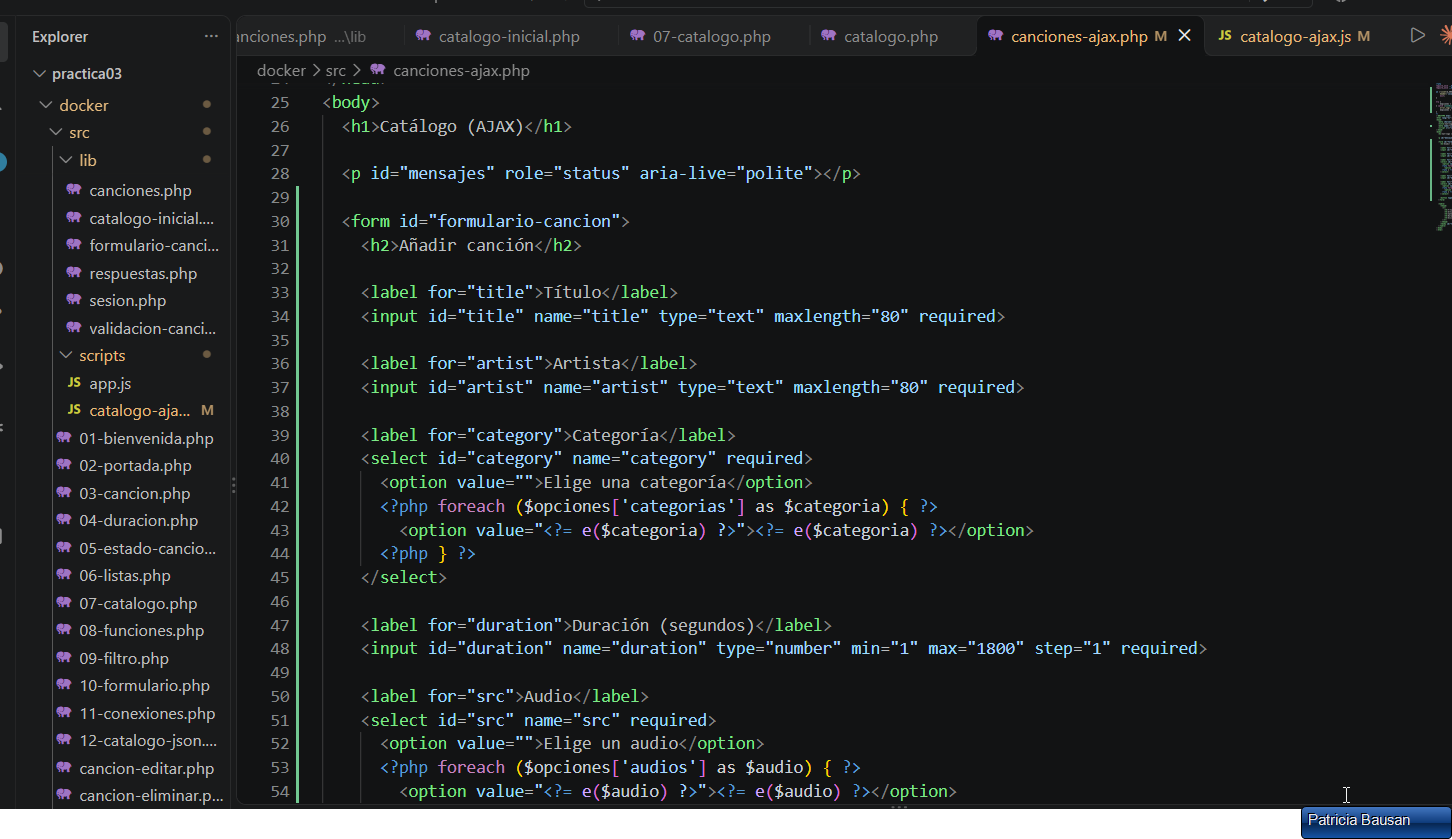 Explorer
···
anciones.php ...\lib
catalogo-inicial.php
07-catalogo.php
catalogo.php
canciones-ajax.php M
JS catalogo-ajax.js M
practica03
docker
src
lib
canciones.php
catalogo-inicial....
formulario-canci...
respuestas.php
sesion.php
validacion-canci...
scripts
JS app.js
JS catalogo-aja... M
01-bienvenida.php
02-portada.php
03-cancion.php
04-duracion.php
05-estado-cancio...
06-listas.php
07-catalogo.php
08-funciones.php
09-filtro.php
10-formulario.php
11-conexiones.php
12-catalogo-json....
cancion-editar.php
cancion-eliminar.p...
docker > src > canciones-ajax.php
25 <body>
26 <h1>Catálogo (AJAX)</h1>
27
28 <p id="mensajes" role="status" aria-live="polite"></p>
29
30 <form id="formulario-cancion">
31 <h2>Añadir canción</h2>
32
33 <label for="title">Título</label>
34 <input id="title" name="title" type="text" maxlength="80" required>
35
36 <label for="artist">Artista</label>
37 <input id="artist" name="artist" type="text" maxlength="80" required>
38
39 <label for="category">Categoría</label>
40 <select id="category" name="category" required>
41 <option value="">Elige una categoría</option>
42 <?php foreach ($opciones['categorias'] as $categoria) { ?>
43 <option value="<?= e($categoria) ?>"><?= e($categoria) ?></option>
44 <?php } ?>
45 </select>
46
47 <label for="duration">Duración (segundos)</label>
48 <input id="duration" name="duration" type="number" min="1" max="1800" step="1" required>
49
50 <label for="src">Audio</label>
51 <select id="src" name="src" required>
52 <option value="">Elige un audio</option>
53 <?php foreach ($opciones['audios'] as $audio) { ?>
54 <option value="<?= e($audio) ?>"><?= e($audio) ?></option>
Patricia Bausan